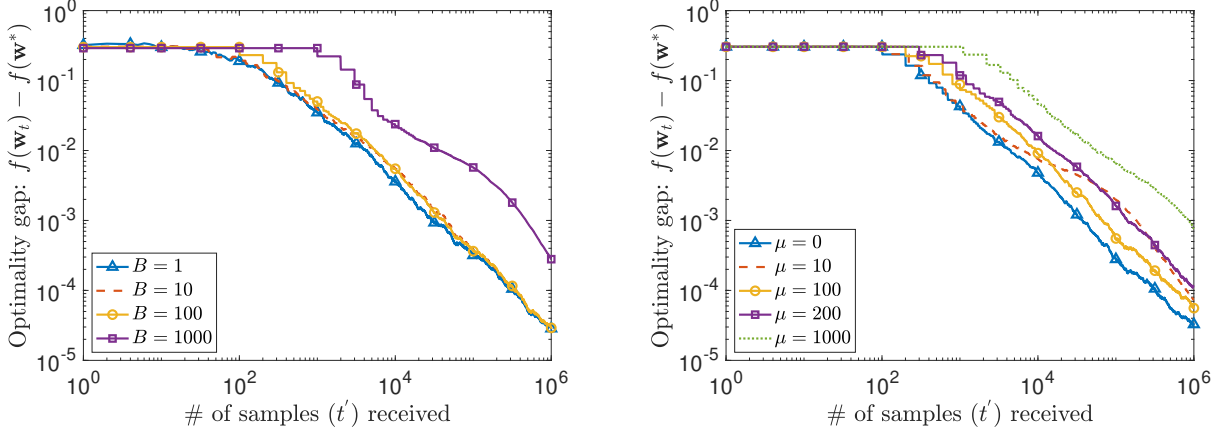 Optimality gap: f(w_t) − f(w*)
10^0
10^-1
10^-2
10^-3
10^-4
10^-5
B = 1
B = 10
B = 100
B = 1000
10^0 10^2 10^4 10^6
# of samples (t′) received
Optimality gap: f(w_t) − f(w*)
10^0
10^-1
10^-2
10^-3
10^-4
10^-5
μ = 0
μ = 10
μ = 100
μ = 200
μ = 1000
10^0 10^2 10^4 10^6
# of samples (t′) received